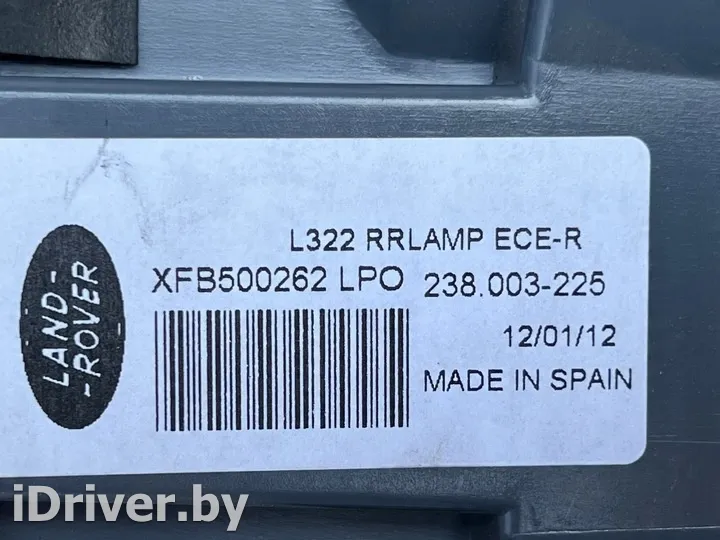 L322 RRLAMP ECE-R
XFB500262 LPO 238.003-225
LAND-
-ROVER
12/01/12
MADE IN SPAIN
iDriver.by